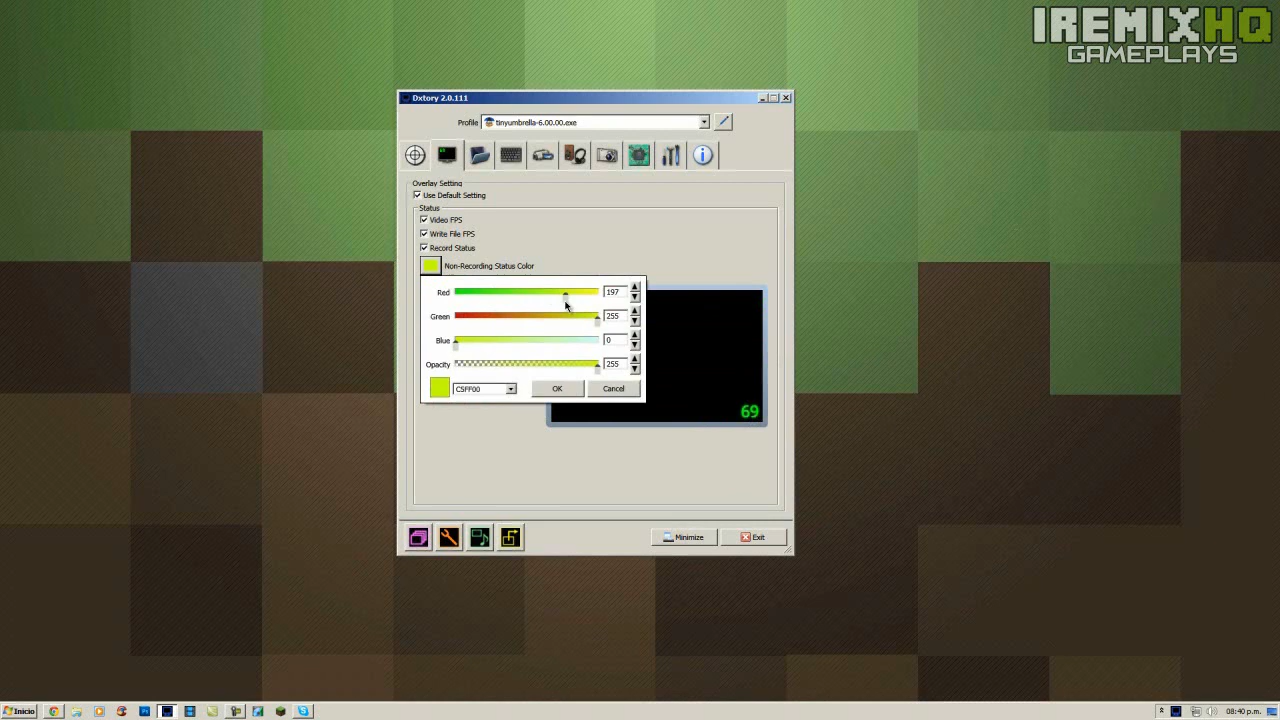 IREMIXHQ
GAMEPLAYS
Dxtory 2.0.111
Profile
tinyumbrella-6.00.00.exe
Overlay Setting
Use Default Setting
Status
Video FPS
Write File FPS
Record Status
Non-Recording Status Color
Red 197
Green 255
Blue 0
Opacity 255
C5FF00 OK Cancel
69
Minimize Exit
Inicio
08:40 p.m.